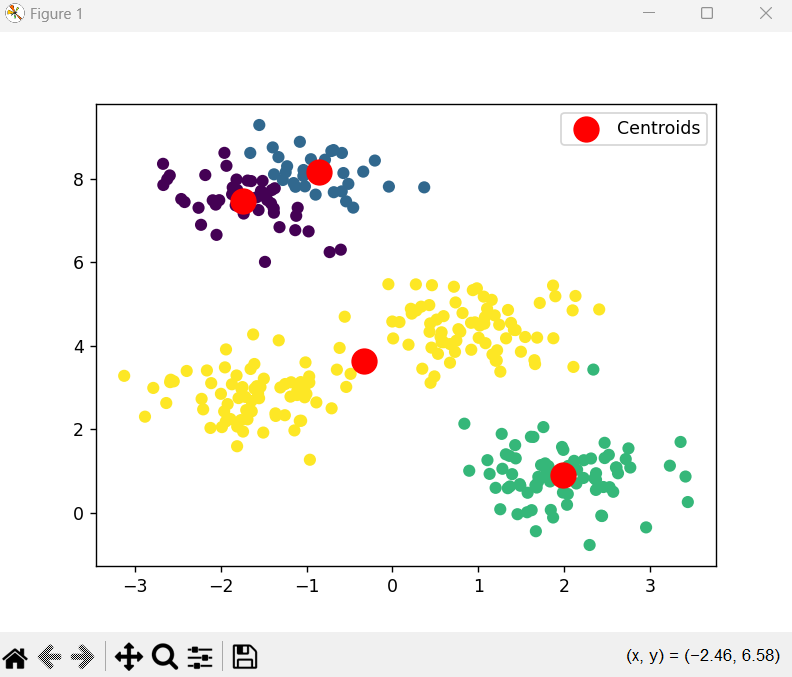 Figure 1
Centroids
8
6
4
2
0
−3 −2 −1 0 1 2 3
(x, y) = (−2.46, 6.58)